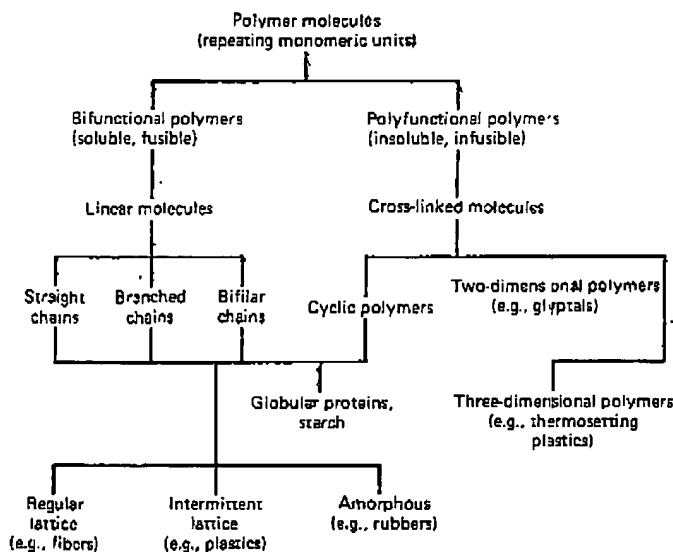 Polymer molecules
(repeating monomeric units)
Bifunctional polymers
(soluble, fusible)
Polyfunctional polymers
(insoluble, infusible)
Linear molecules
Cross-linked molecules
Straight
chains
Branched
chains
Bifilar
chains
Cyclic polymers
Two-dimensional polymers
(e.g., glyptals)
Globular proteins,
starch
Three-dimensional polymers
(e.g., thermosetting
plastics)
Regular
lattice
(e.g., fibers)
Intermittent
lattice
(e.g., plastics)
Amorphous
(e.g., rubbers)